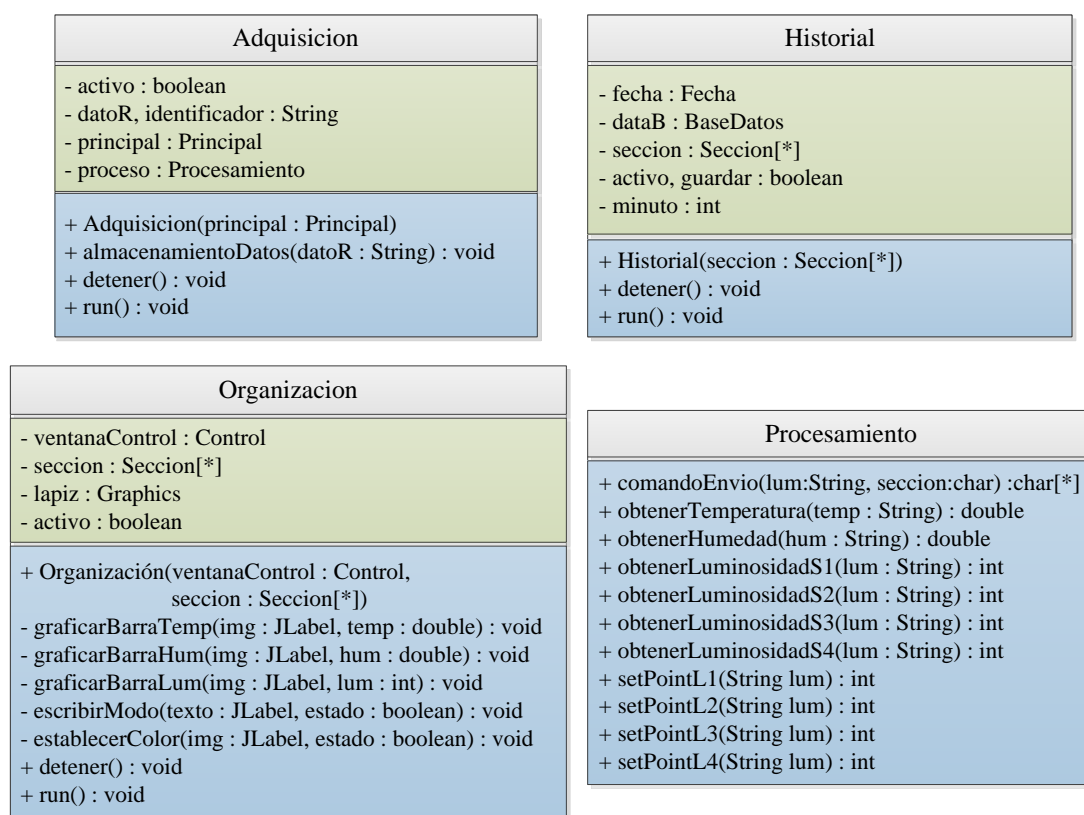 Adquisicion
- activo : boolean
- datoR, identificador : String
- principal : Principal
- proceso : Procesamiento
+ Adquisicion(principal : Principal)
+ almacenamientoDatos(datoR : String) : void
+ detener() : void
+ run() : void
Historial
- fecha : Fecha
- dataB : BaseDatos
- seccion : Seccion[*]
- activo, guardar : boolean
- minuto : int
+ Historial(seccion : Seccion[*])
+ detener() : void
+ run() : void
Organizacion
- ventanaControl : Control
- seccion : Seccion[*]
- lapiz : Graphics
- activo : boolean
+ Organización(ventanaControl : Control,
seccion : Seccion[*])
- graficarBarraTemp(img : JLabel, temp : double) : void
- graficarBarraHum(img : JLabel, hum : double) : void
- graficarBarraLum(img : JLabel, lum : int) : void
- escribirModo(texto : JLabel, estado : boolean) : void
- establecerColor(img : JLabel, estado : boolean) : void
+ detener() : void
+ run() : void
Procesamiento
+ comandoEnvio(lum:String, seccion:char) :char[*]
+ obtenerTemperatura(temp : String) : double
+ obtenerHumedad(hum : String) : double
+ obtenerLuminosidadS1(lum : String) : int
+ obtenerLuminosidadS2(lum : String) : int
+ obtenerLuminosidadS3(lum : String) : int
+ obtenerLuminosidadS4(lum : String) : int
+ setPointL1(String lum) : int
+ setPointL2(String lum) : int
+ setPointL3(String lum) : int
+ setPointL4(String lum) : int